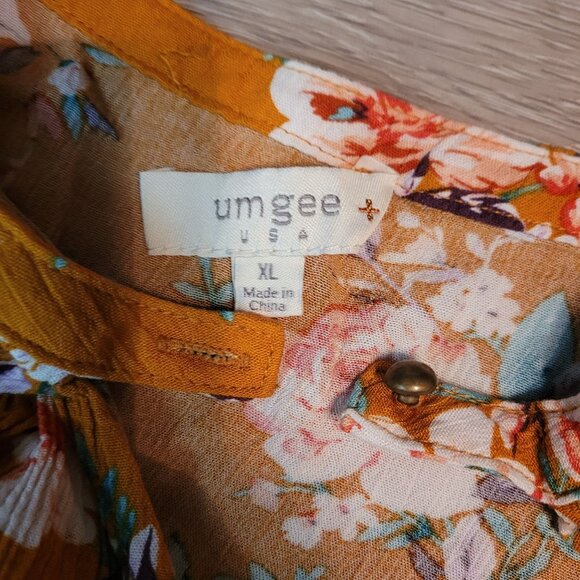 umgee +
USA
XL
Made in
China